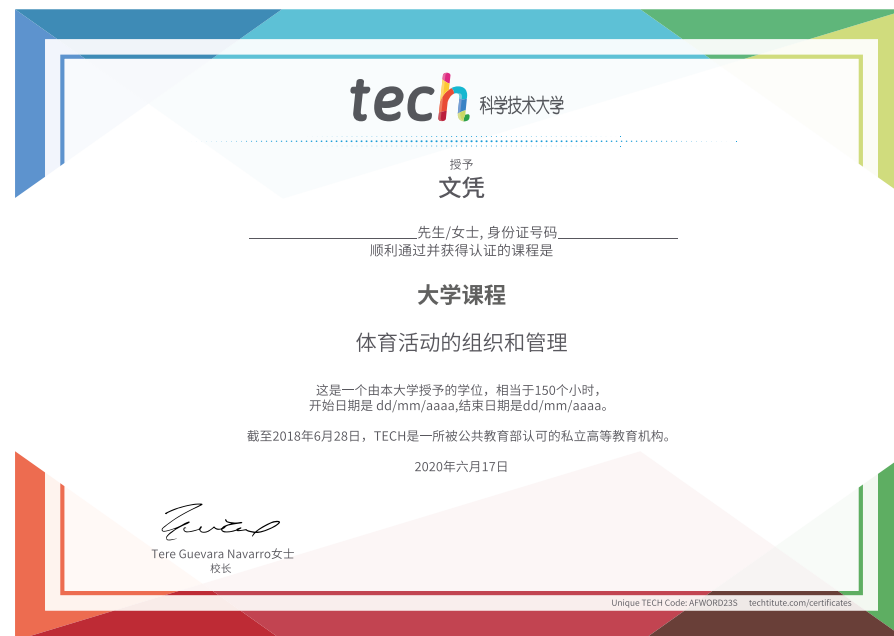 tech 科学技术大学
授予
文凭
先生/女士, 身份证号码
顺利通过并获得认证的课程是
大学课程
体育活动的组织和管理
这是一个由本大学授予的学位，相当于150个小时，
开始日期是 dd/mm/aaaa,结束日期是dd/mm/aaaa。
截至2018年6月28日，TECH是一所被公共教育部认可的私立高等教育机构。
2020年六月17日
Tere Guevara Navarro女士
校长
Unique TECH Code: AFWORD23S techtitute.com/certificates